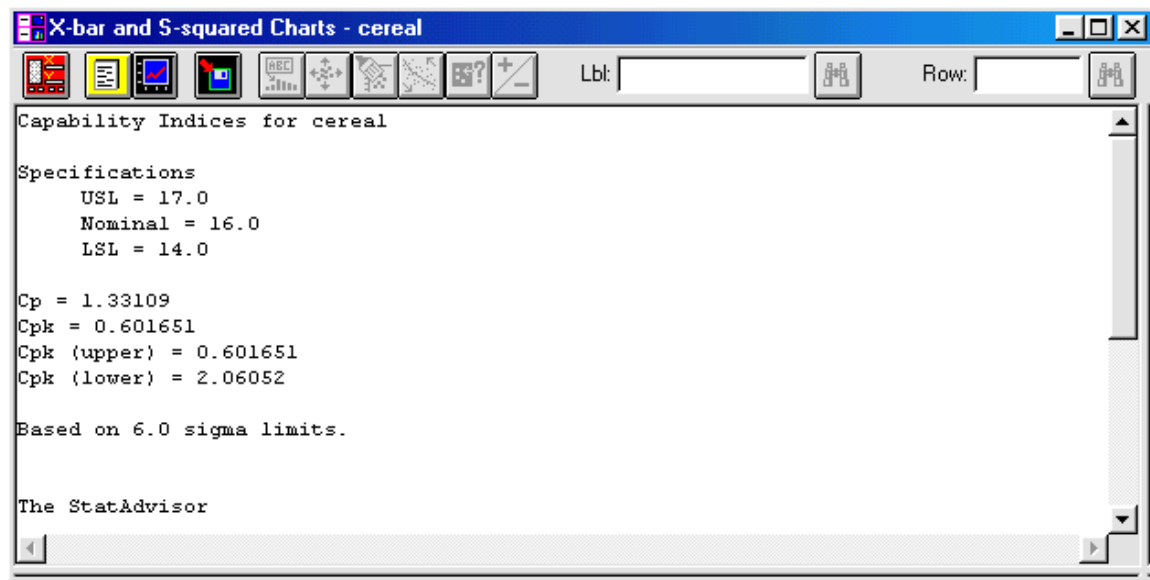 X-bar and S-squared Charts - cereal
ABC
Lbl:
Row:
Capability Indices for cereal
Specifications
USL = 17.0
Nominal = 16.0
LSL = 14.0
Cp = 1.33109
Cpk = 0.601651
Cpk (upper) = 0.601651
Cpk (lower) = 2.06052
Based on 6.0 sigma limits.
The StatAdvisor